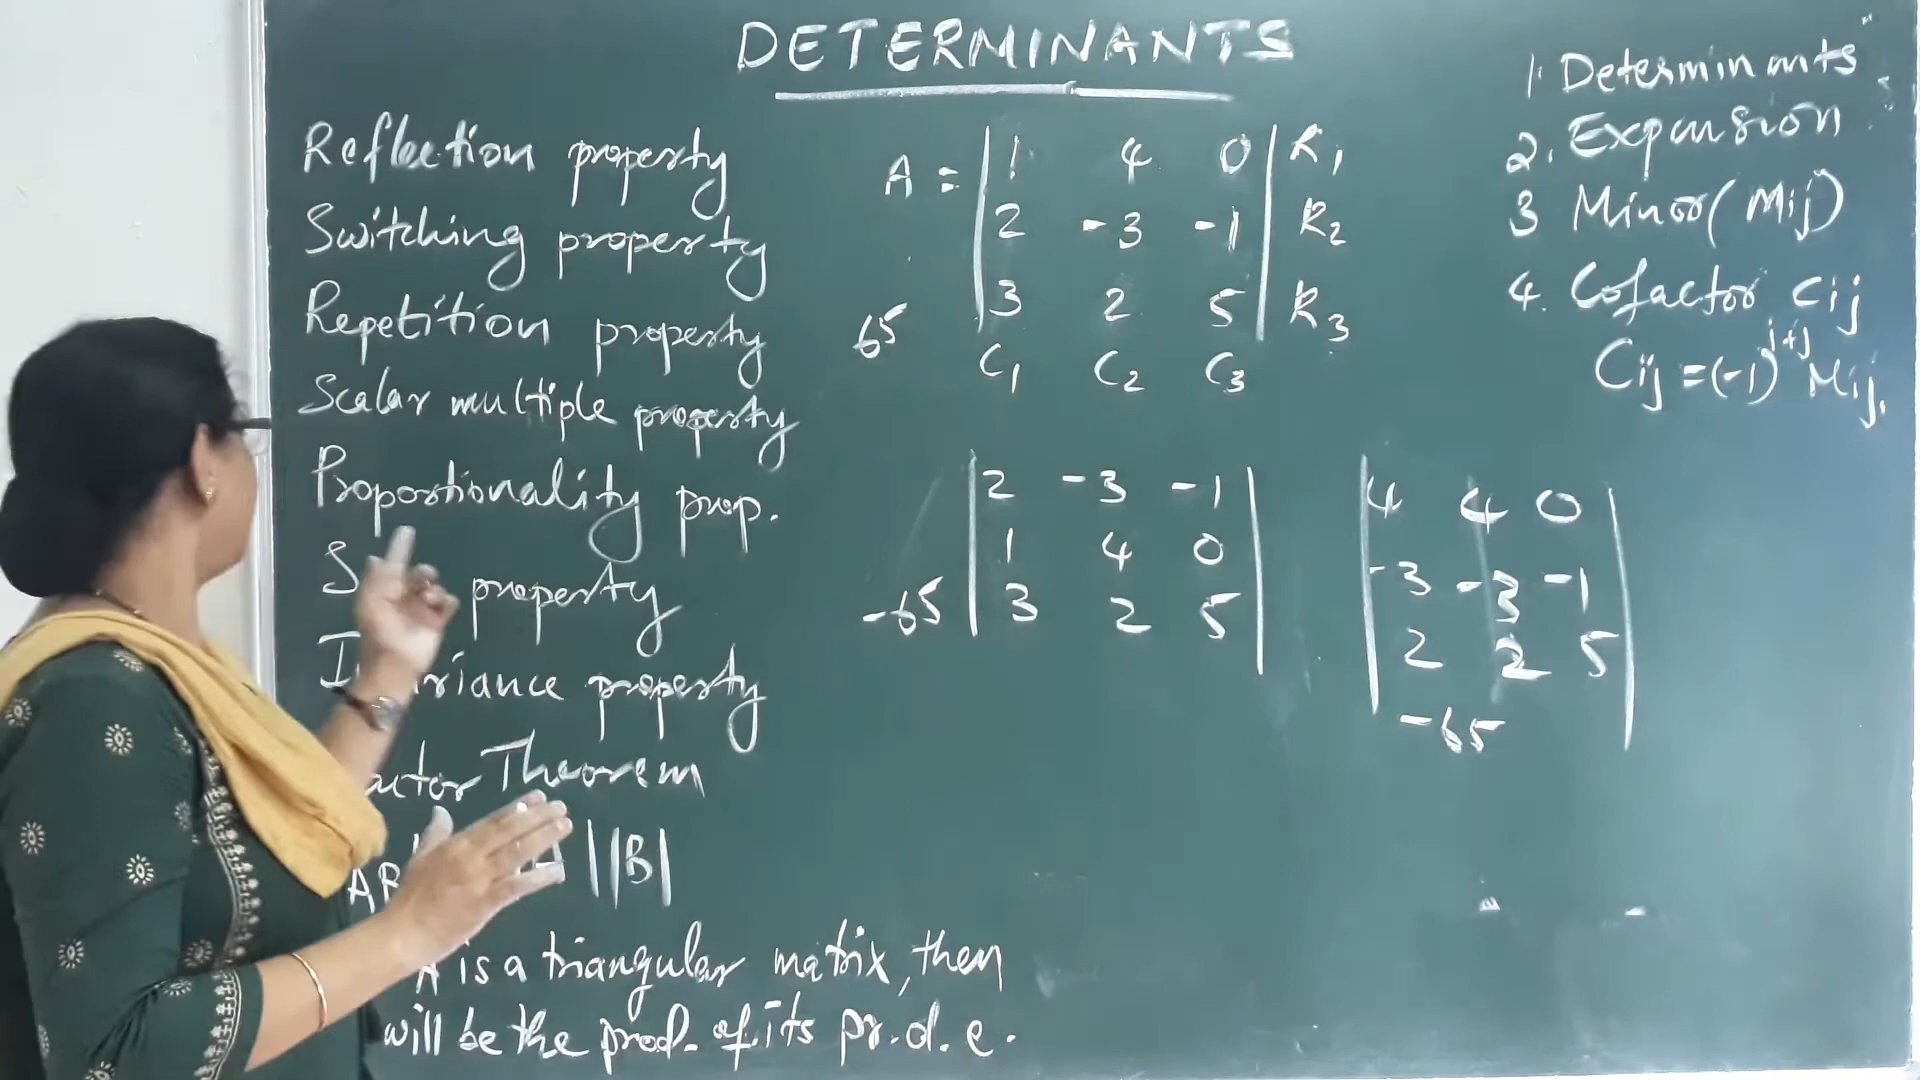 DETERMINANTS
Reflection property
Switching property
Repetition property
Scalar multiple property
Proportionality prop.
property
property
Theorem
||B|
A is a triangular matrix, then
will be the prod. of its pr.d.e.
A = | 1 4 0 | R1
2 -3 -1 | R2
65 | 3 2 5 | R3
C1 C2 C3
| 2 -3 -1 |
1 4 0
-65 | 3 2 5 |
| 4 4 0 |
-3 -3 -1
2 2 5
-65
1. Determinants
2. Expansion
3 Minor (Mij)
4. Cofactor Cij
Cij = (-1)^i+j Mij.